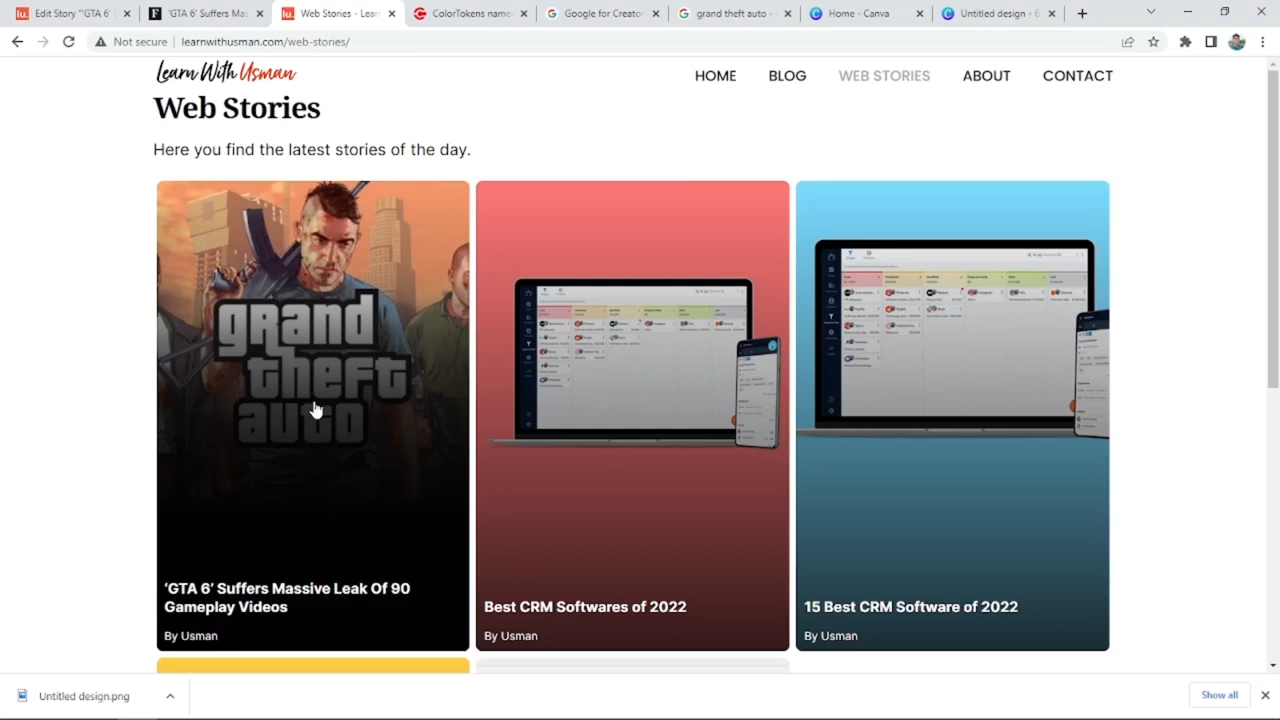 Edit Story "'GTA 6'
'GTA 6' Suffers Mas
Web Stories - Learn
ColorTokens names
Google for Creator
grand theft auto -
Home - Canva
Untitled design - 6
Not secure
learnwithusman.com/web-stories/
Learn With Usman
HOME
BLOG
WEB STORIES
ABOUT
CONTACT
Web Stories
Here you find the latest stories of the day.
grand
theft
auto
'GTA 6' Suffers Massive Leak Of 90
Gameplay Videos
By Usman
Best CRM Softwares of 2022
By Usman
15 Best CRM Software of 2022
By Usman
Untitled design.png
Show all